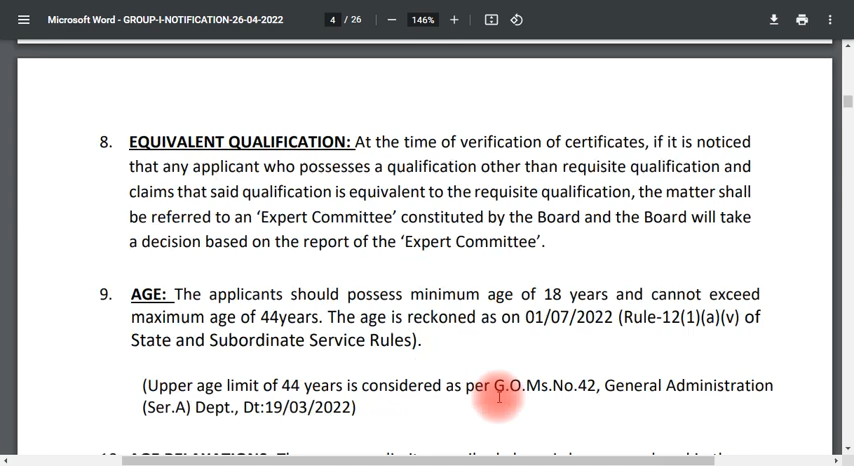 Microsoft Word - GROUP-I-NOTIFICATION-26-04-2022 4 / 26 146%
8. EQUIVALENT QUALIFICATION: At the time of verification of certificates, if it is noticed
that any applicant who possesses a qualification other than requisite qualification and
claims that said qualification is equivalent to the requisite qualification, the matter shall
be referred to an ‘Expert Committee’ constituted by the Board and the Board will take
a decision based on the report of the ‘Expert Committee’.
9. AGE: The applicants should possess minimum age of 18 years and cannot exceed
maximum age of 44years. The age is reckoned as on 01/07/2022 (Rule-12(1)(a)(v) of
State and Subordinate Service Rules).
(Upper age limit of 44 years is considered as per G.O.Ms.No.42, General Administration
(Ser.A) Dept., Dt:19/03/2022)